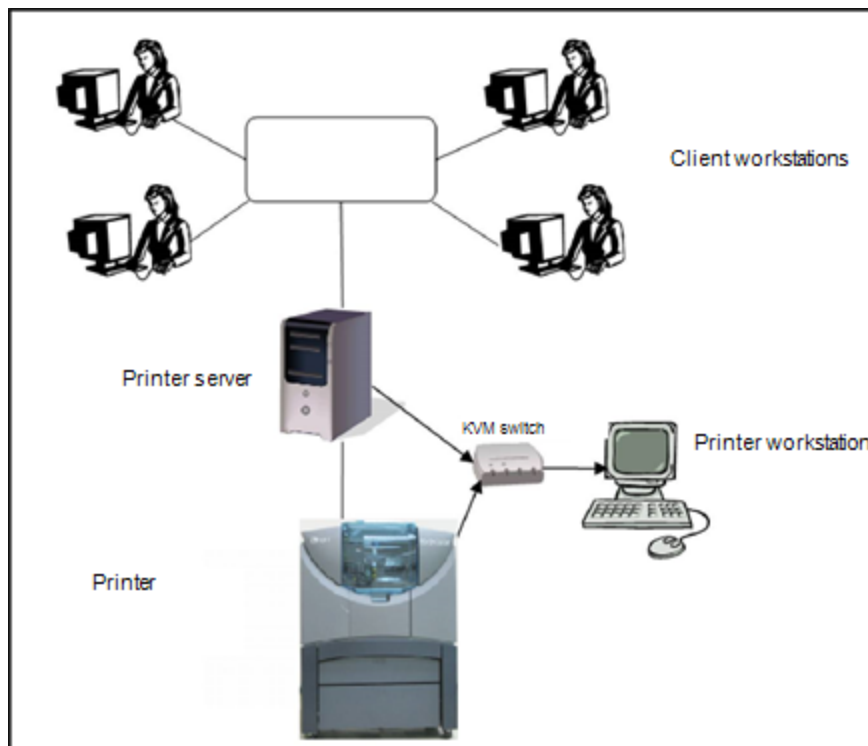 Client workstations
Printer server
KVM switch
Printer workstation
Printer